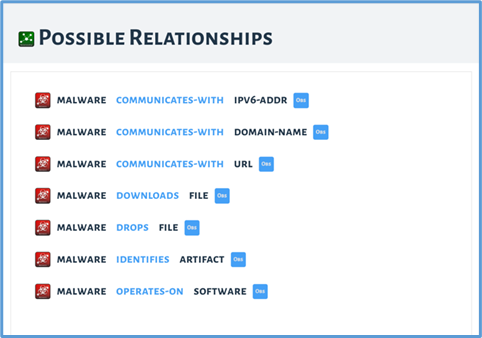 Possible Relationships
MALWARE COMMUNICATES-WITH IPV6-ADDR Obs
MALWARE COMMUNICATES-WITH DOMAIN-NAME Obs
MALWARE COMMUNICATES-WITH URL Obs
MALWARE DOWNLOADS FILE Obs
MALWARE DROPS FILE Obs
MALWARE IDENTIFIES ARTIFACT Obs
MALWARE OPERATES-ON SOFTWARE Obs